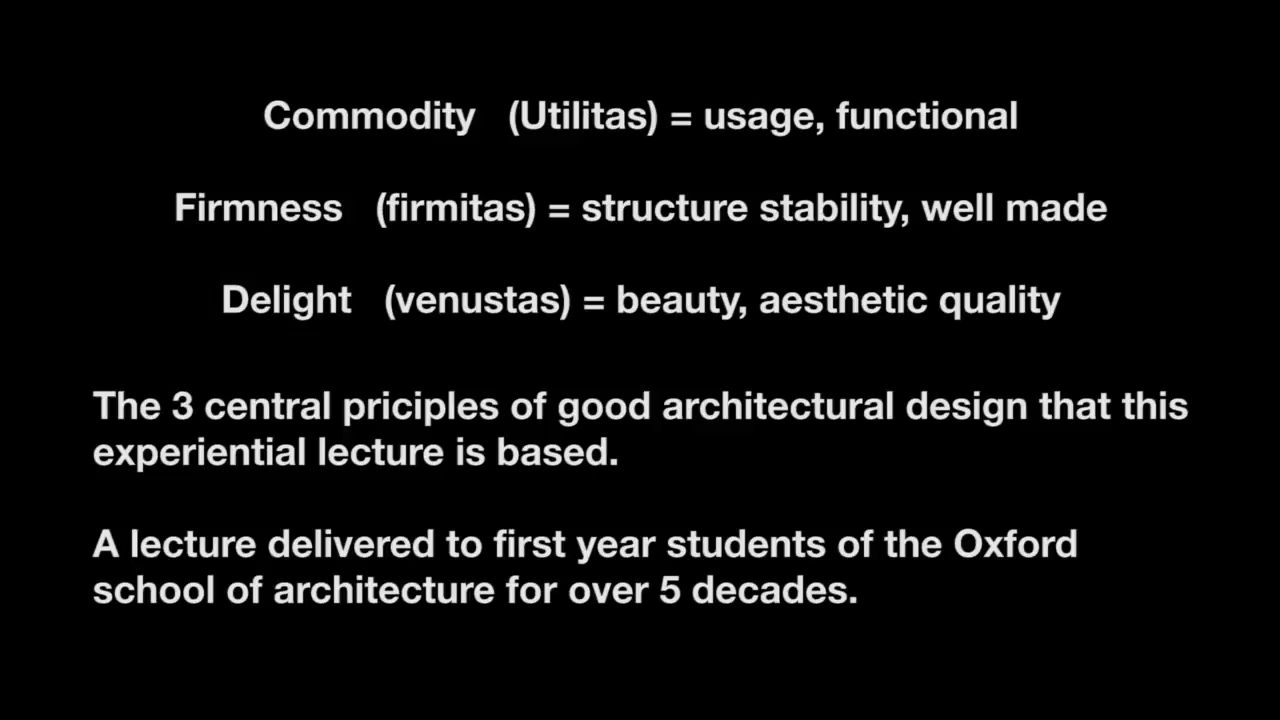 Commodity (Utilitas) = usage, functional
Firmness (firmitas) = structure stability, well made
Delight (venustas) = beauty, aesthetic quality
The 3 central priciples of good architectural design that this
experiential lecture is based.
A lecture delivered to first year students of the Oxford
school of architecture for over 5 decades.